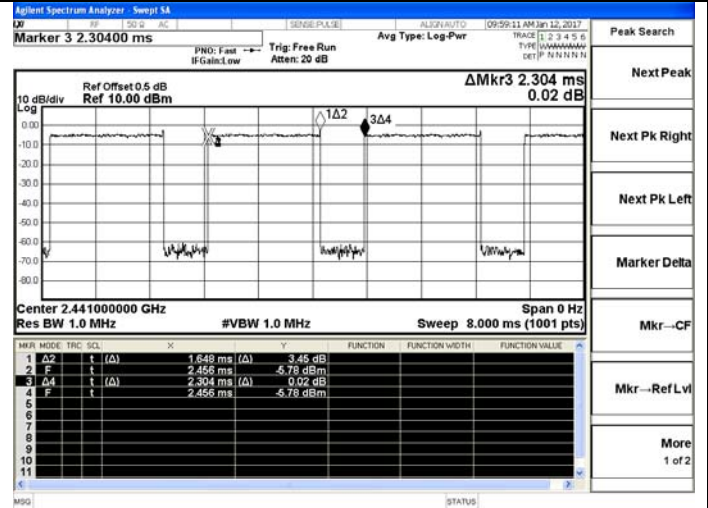 Agilent Spectrum Analyzer - Swept SA
LXI RF 50 Ω AC SENSE:PULSE ALIGN AUTO 09:59:11 AM Jan 12, 2017
Marker 3 2.30400 ms
PNO: Fast
IFGain:Low
Trig: Free Run
Atten: 20 dB
Avg Type: Log-Pwr
TRACE 1 2 3 4 5 6
TYPE WWWWWW
DET P NNNNN
Ref Offset 0.5 dB
10 dB/div Ref 10.00 dBm
Log
ΔMkr3 2.304 ms
0.02 dB
0.00
-10.0
-20.0
-30.0
-40.0
-50.0
-60.0
-70.0
-80.0
1Δ2
3Δ4
Center 2.441000000 GHz Span 0 Hz
Res BW 1.0 MHz #VBW 1.0 MHz Sweep 8.000 ms (1001 pts)
MKR MODE TRC SCL X Y FUNCTION FUNCTION WIDTH FUNCTION VALUE
1 Δ2 t (Δ) 1.648 ms (Δ) 3.45 dB
2 F t 2.456 ms -5.78 dBm
3 Δ4 t (Δ) 2.304 ms (Δ) 0.02 dB
4 F t 2.456 ms -5.78 dBm
5
6
7
8
9
10
11
MSG STATUS
Peak Search
Next Peak
Next Pk Right
Next Pk Left
Marker Delta
Mkr→CF
Mkr→Ref Lvl
More
1 of 2